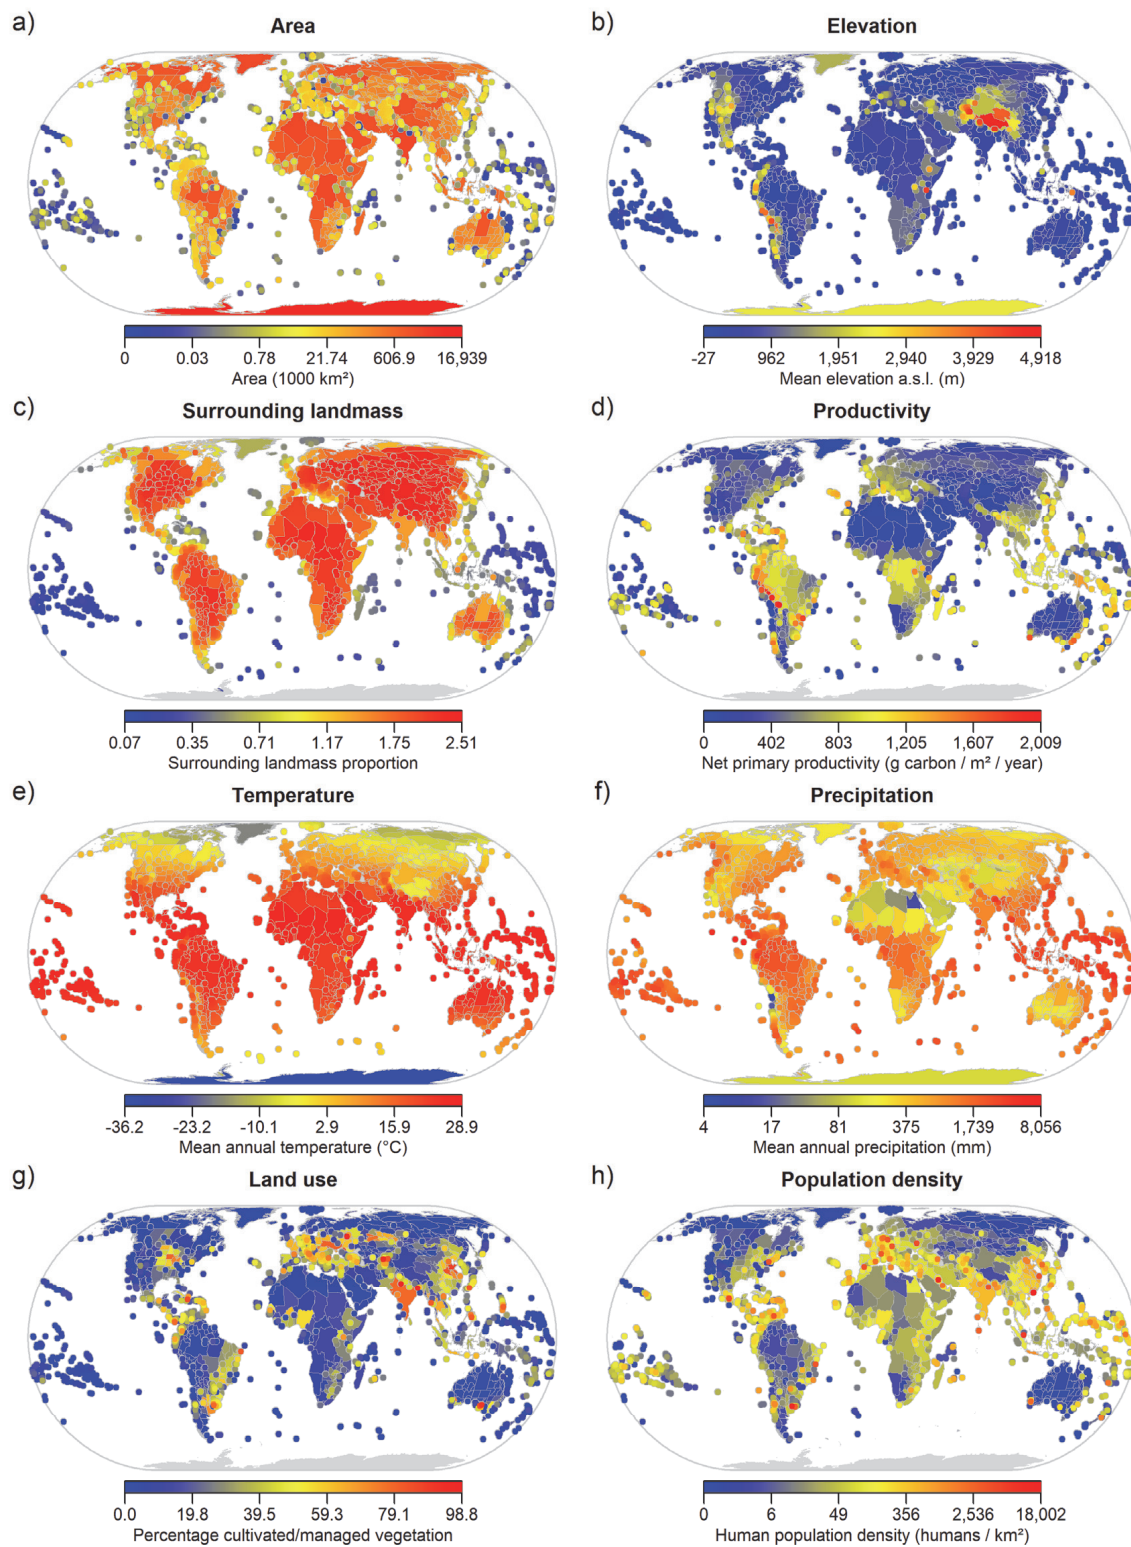 a) Area
b) Elevation
0 0.03 0.78 21.74 606.9 16,939
Area (1000 km²)
-27 962 1,951 2,940 3,929 4,918
Mean elevation a.s.l. (m)
c) Surrounding landmass
d) Productivity
0.07 0.35 0.71 1.17 1.75 2.51
Surrounding landmass proportion
0 402 803 1,205 1,607 2,009
Net primary productivity (g carbon / m² / year)
e) Temperature
f) Precipitation
-36.2 -23.2 -10.1 2.9 15.9 28.9
Mean annual temperature (°C)
4 17 81 375 1,739 8,056
Mean annual precipitation (mm)
g) Land use
h) Population density
0.0 19.8 39.5 59.3 79.1 98.8
Percentage cultivated/managed vegetation
0 6 49 356 2,536 18,002
Human population density (humans / km²)